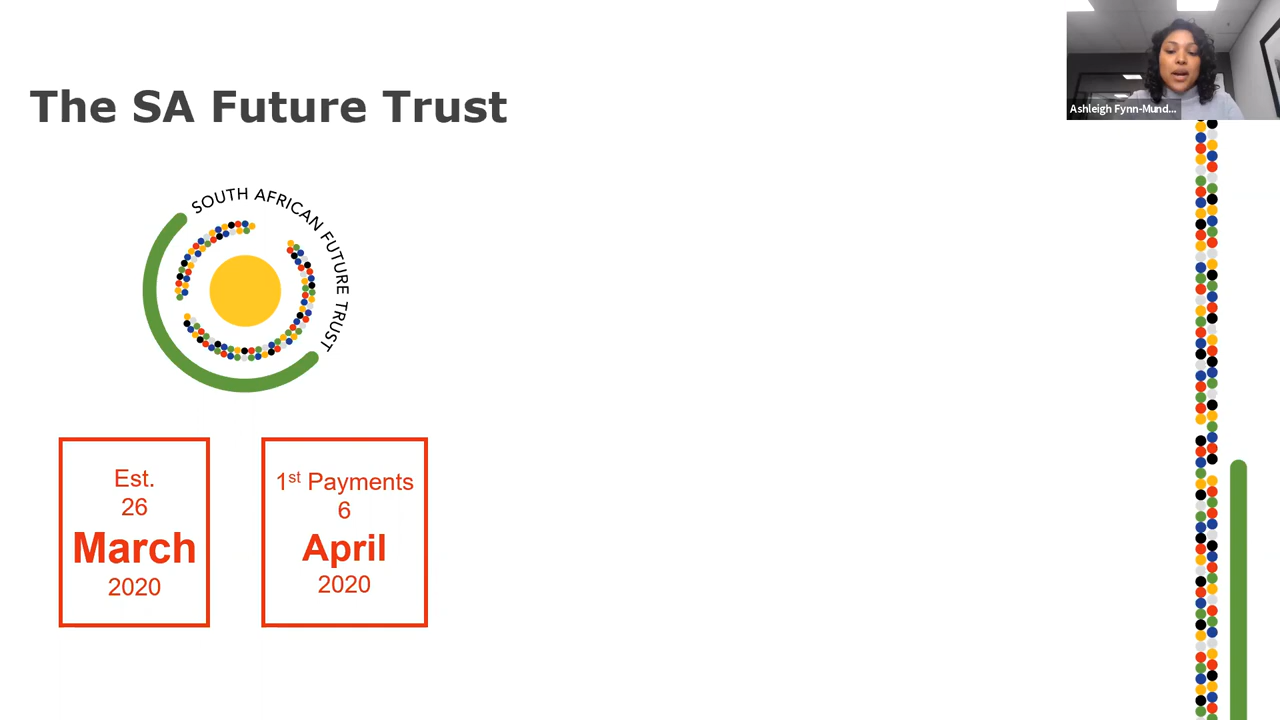 The SA Future Trust
Ashleigh Fynn-Mund...
SOUTH AFRICAN FUTURE TRUST
Est.
26
March
2020
1st Payments
6
April
2020